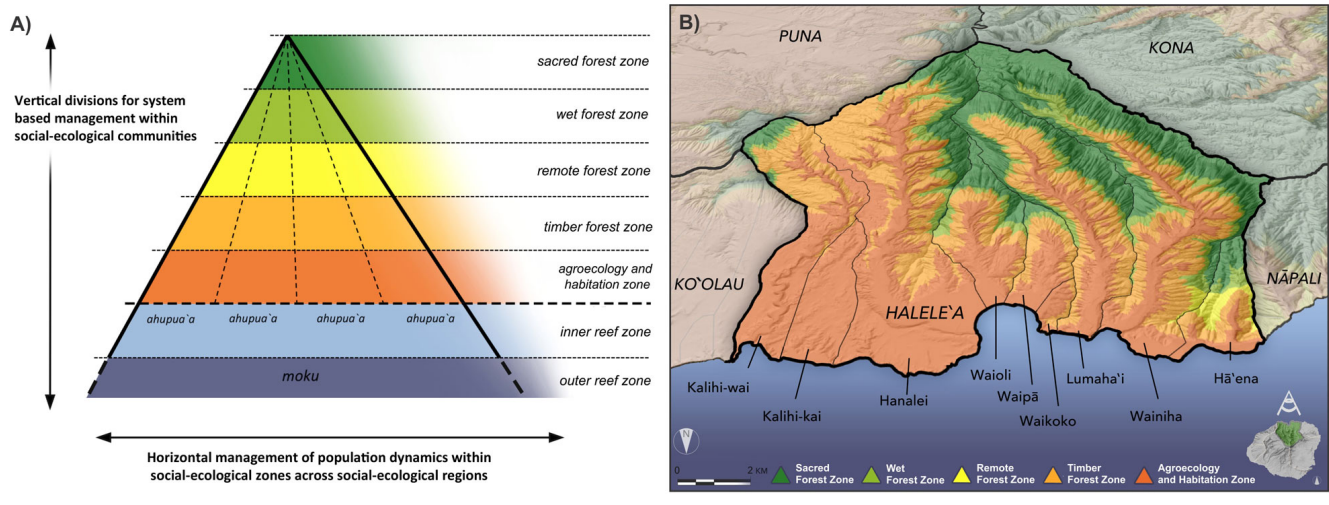 A)
Vertical divisions for system
based management within
social-ecological communities
sacred forest zone
wet forest zone
remote forest zone
timber forest zone
agroecology and
habitation zone
ahupua`a ahupua`a ahupua`a ahupua`a
inner reef zone
moku
outer reef zone
Horizontal management of population dynamics within
social-ecological zones across social-ecological regions
B)
PUNA
KONA
KO`OLAU
HALELE`A
NĀPALI
Kalihi-wai
Kalihi-kai
Hanalei
Waioli
Waipā
Waikoko
Lumaha`i
Wainiha
Hā`ena
N
0 2 KM
Sacred
Forest Zone
Wet
Forest Zone
Remote
Forest Zone
Timber
Forest Zone
Agroecology
and Habitation Zone